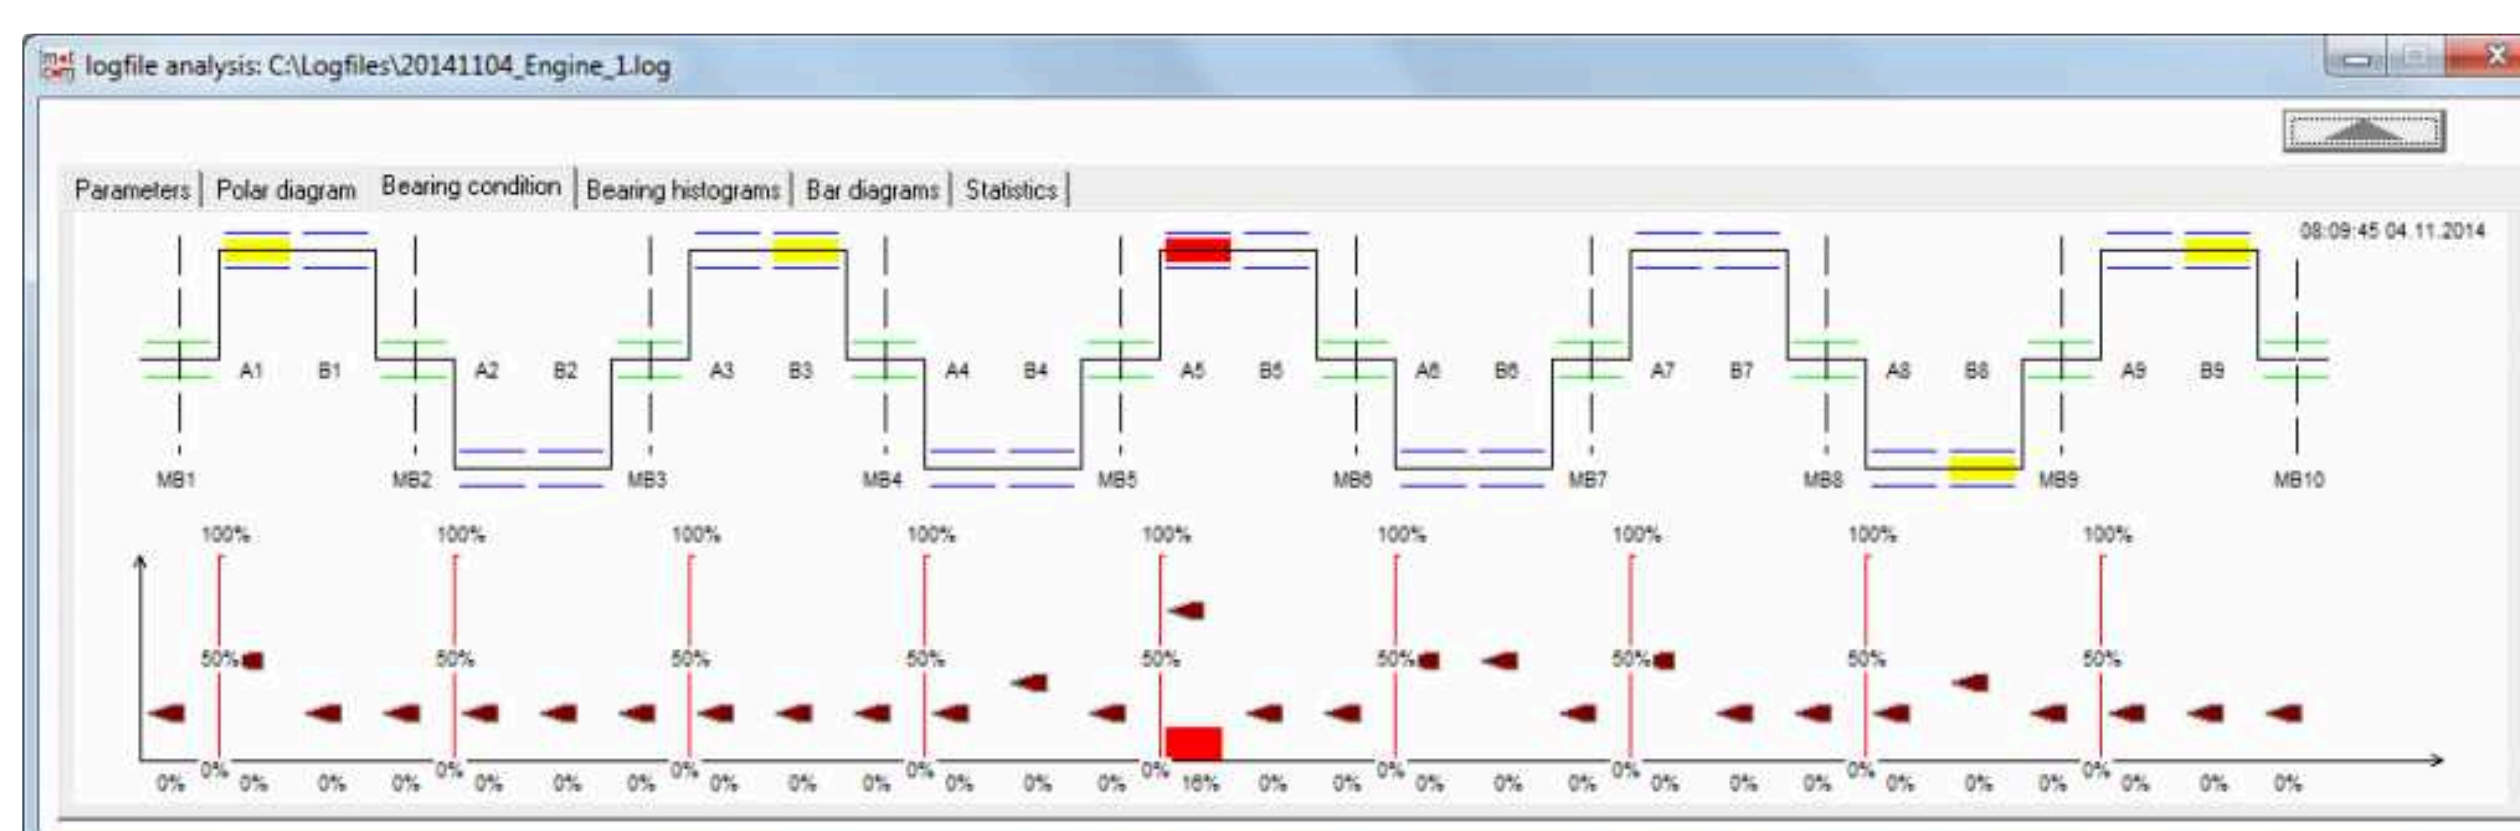 logfile analysis: C:\Logfiles\20141104_Engine_1.log
Parameters Polar diagram Bearing condition Bearing histograms Bar diagrams Statistics
08:09:45 04.11.2014
A1 B1 A2 B2 A3 B3 A4 B4 A5 B5 A6 B6 A7 B7 A8 B8 A9 B9
MB1 MB2 MB3 MB4 MB5 MB6 MB7 MB8 MB9 MB10
100% 100% 100% 100% 100% 100% 100% 100% 100%
50% 50% 50% 50% 50% 50% 50% 50% 50%
0% 0% 0% 0% 0% 0% 0% 0% 0%
0% 0% 0% 0% 0% 0% 0% 0% 0% 0% 0% 0% 0% 16% 0% 0% 0% 0% 0% 0% 0% 0% 0% 0% 0% 0% 0% 0%